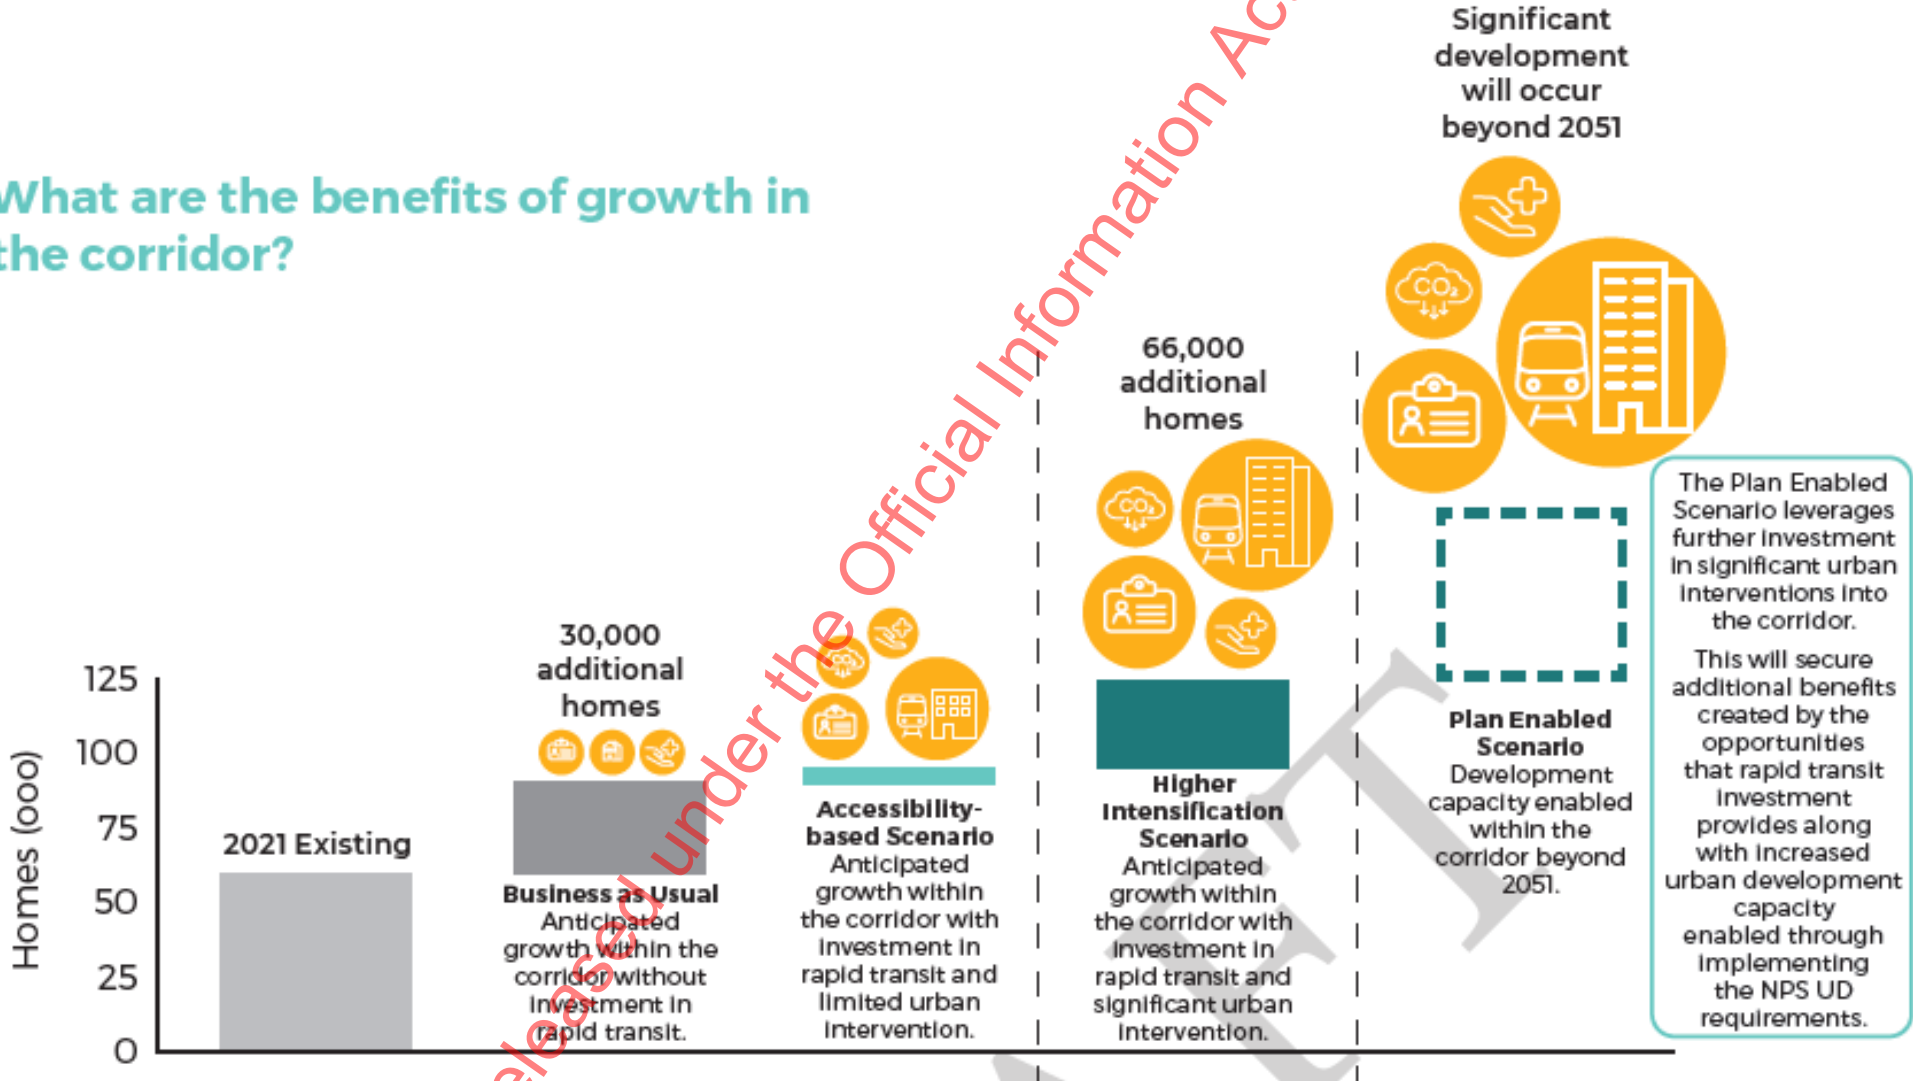 What are the benefits of growth in
the corridor?
Homes (000)
125
100
75
50
25
0
2021 Existing
30,000
additional
homes
Business as Usual
Anticipated
growth within the
corridor without
investment in
rapid transit.
Accessibility-
based Scenario
Anticipated
growth within
the corridor with
investment in
rapid transit and
limited urban
intervention.
66,000
additional
homes
CO₂
Higher
Intensification
Scenario
Anticipated
growth within
the corridor with
investment in
rapid transit and
significant urban
intervention.
Significant
development
will occur
beyond 2051
CO₂
Plan Enabled
Scenario
Development
capacity enabled
within the
corridor beyond
2051.
The Plan Enabled
Scenario leverages
further investment
in significant urban
interventions into
the corridor.
This will secure
additional benefits
created by the
opportunities
that rapid transit
investment
provides along
with increased
urban development
capacity
enabled through
implementing
the NPS UD
requirements.
eleased under the Official Information Ac